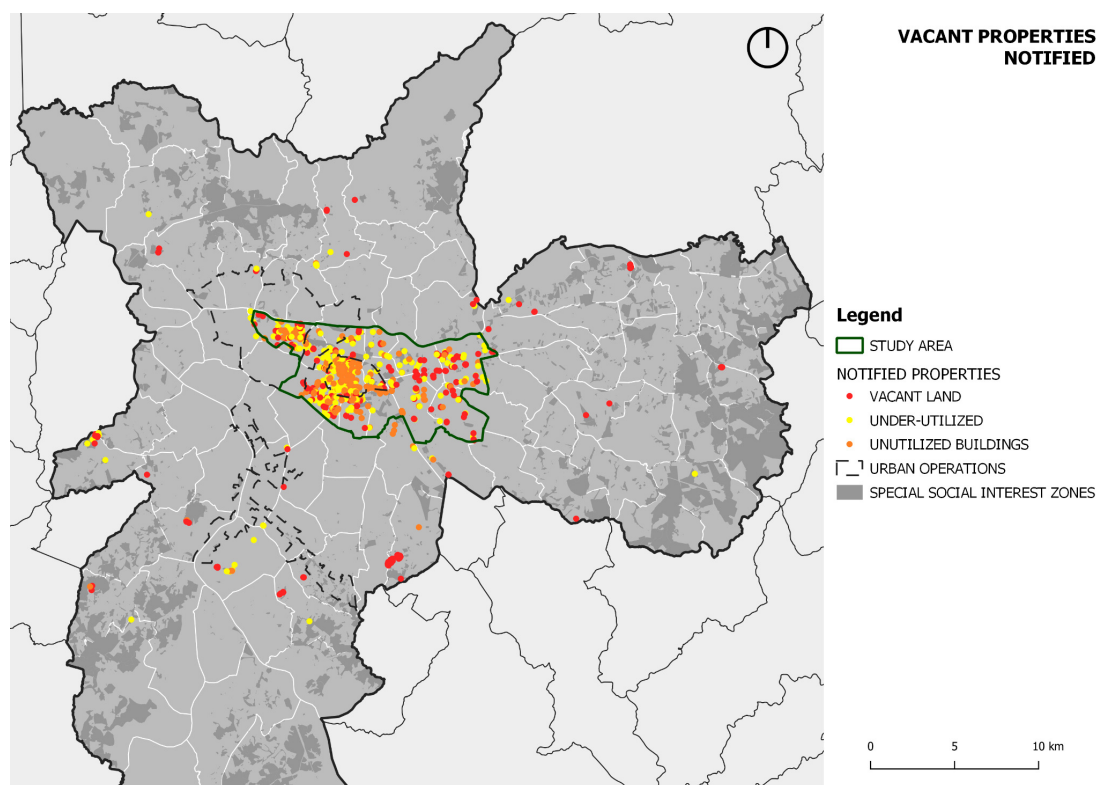 VACANT PROPERTIES
NOTIFIED
Legend
STUDY AREA
NOTIFIED PROPERTIES
VACANT LAND
UNDER-UTILIZED
UNUTILIZED BUILDINGS
URBAN OPERATIONS
SPECIAL SOCIAL INTEREST ZONES
0 5 10 km